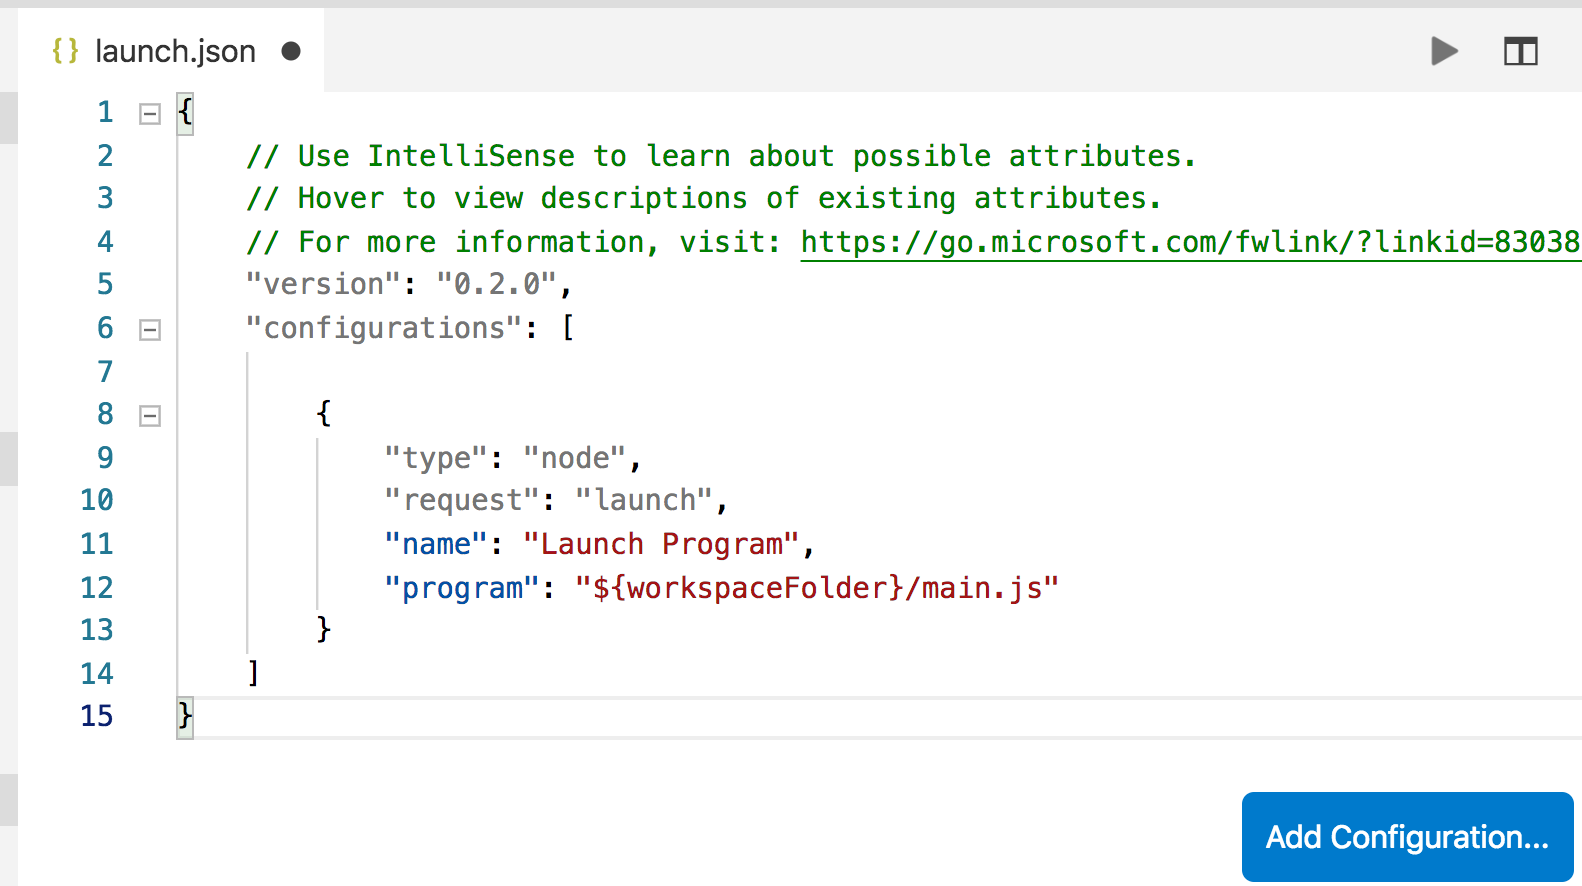 {} launch.json
1 {
2 // Use IntelliSense to learn about possible attributes.
3 // Hover to view descriptions of existing attributes.
4 // For more information, visit: https://go.microsoft.com/fwlink/?linkid=83038
5 "version": "0.2.0",
6 "configurations": [
7
8 {
9 "type": "node",
10 "request": "launch",
11 "name": "Launch Program",
12 "program": "${workspaceFolder}/main.js"
13 }
14 ]
15 }
Add Configuration...